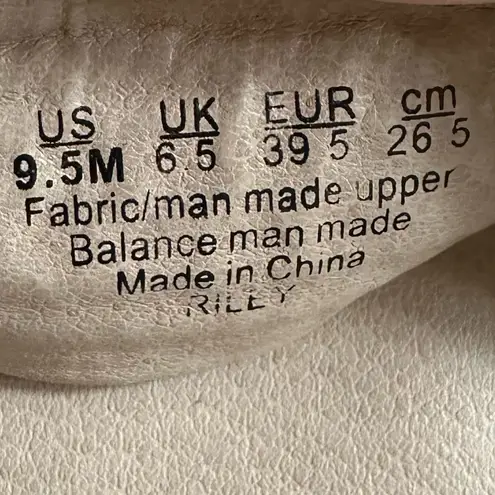 US UK EUR cm
9.5M 6.5 39 5 26 5
Fabric/man made upper
Balance man made
Made in China
RILEY